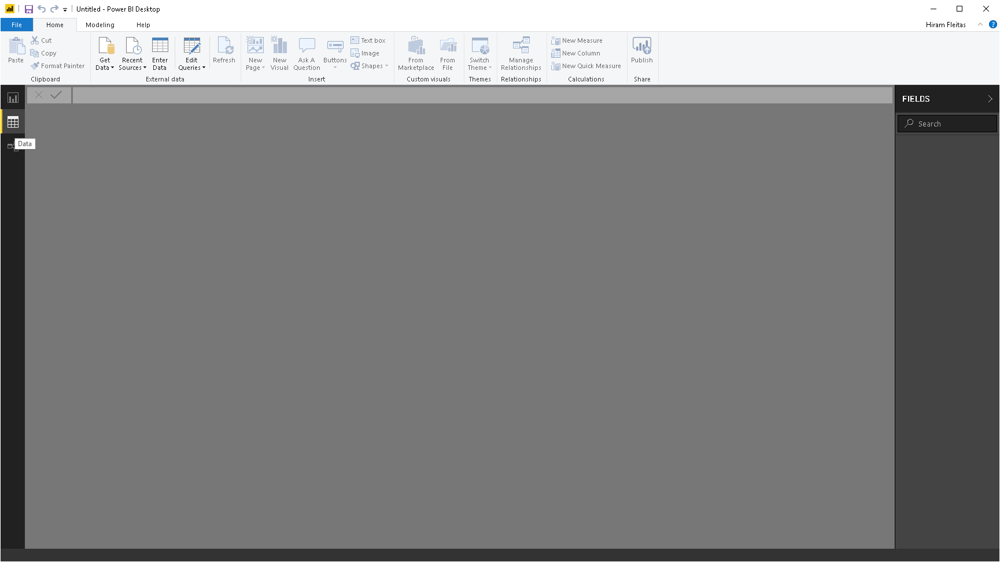 Untitled - Power BI Desktop
File Home Modeling Help Hiram Fleitas
Paste
Cut
Copy
Format Painter
Clipboard
Get Data
Recent Sources
Enter Data
Edit Queries
Refresh
External data
New Page
New Visual
Ask A Question
Buttons
Text box
Image
Shapes
Insert
From Marketplace
From File
Custom visuals
Switch Theme
Themes
Manage Relationships
Relationships
New Measure
New Column
New Quick Measure
Calculations
Publish
Share
FIELDS
Search
Data